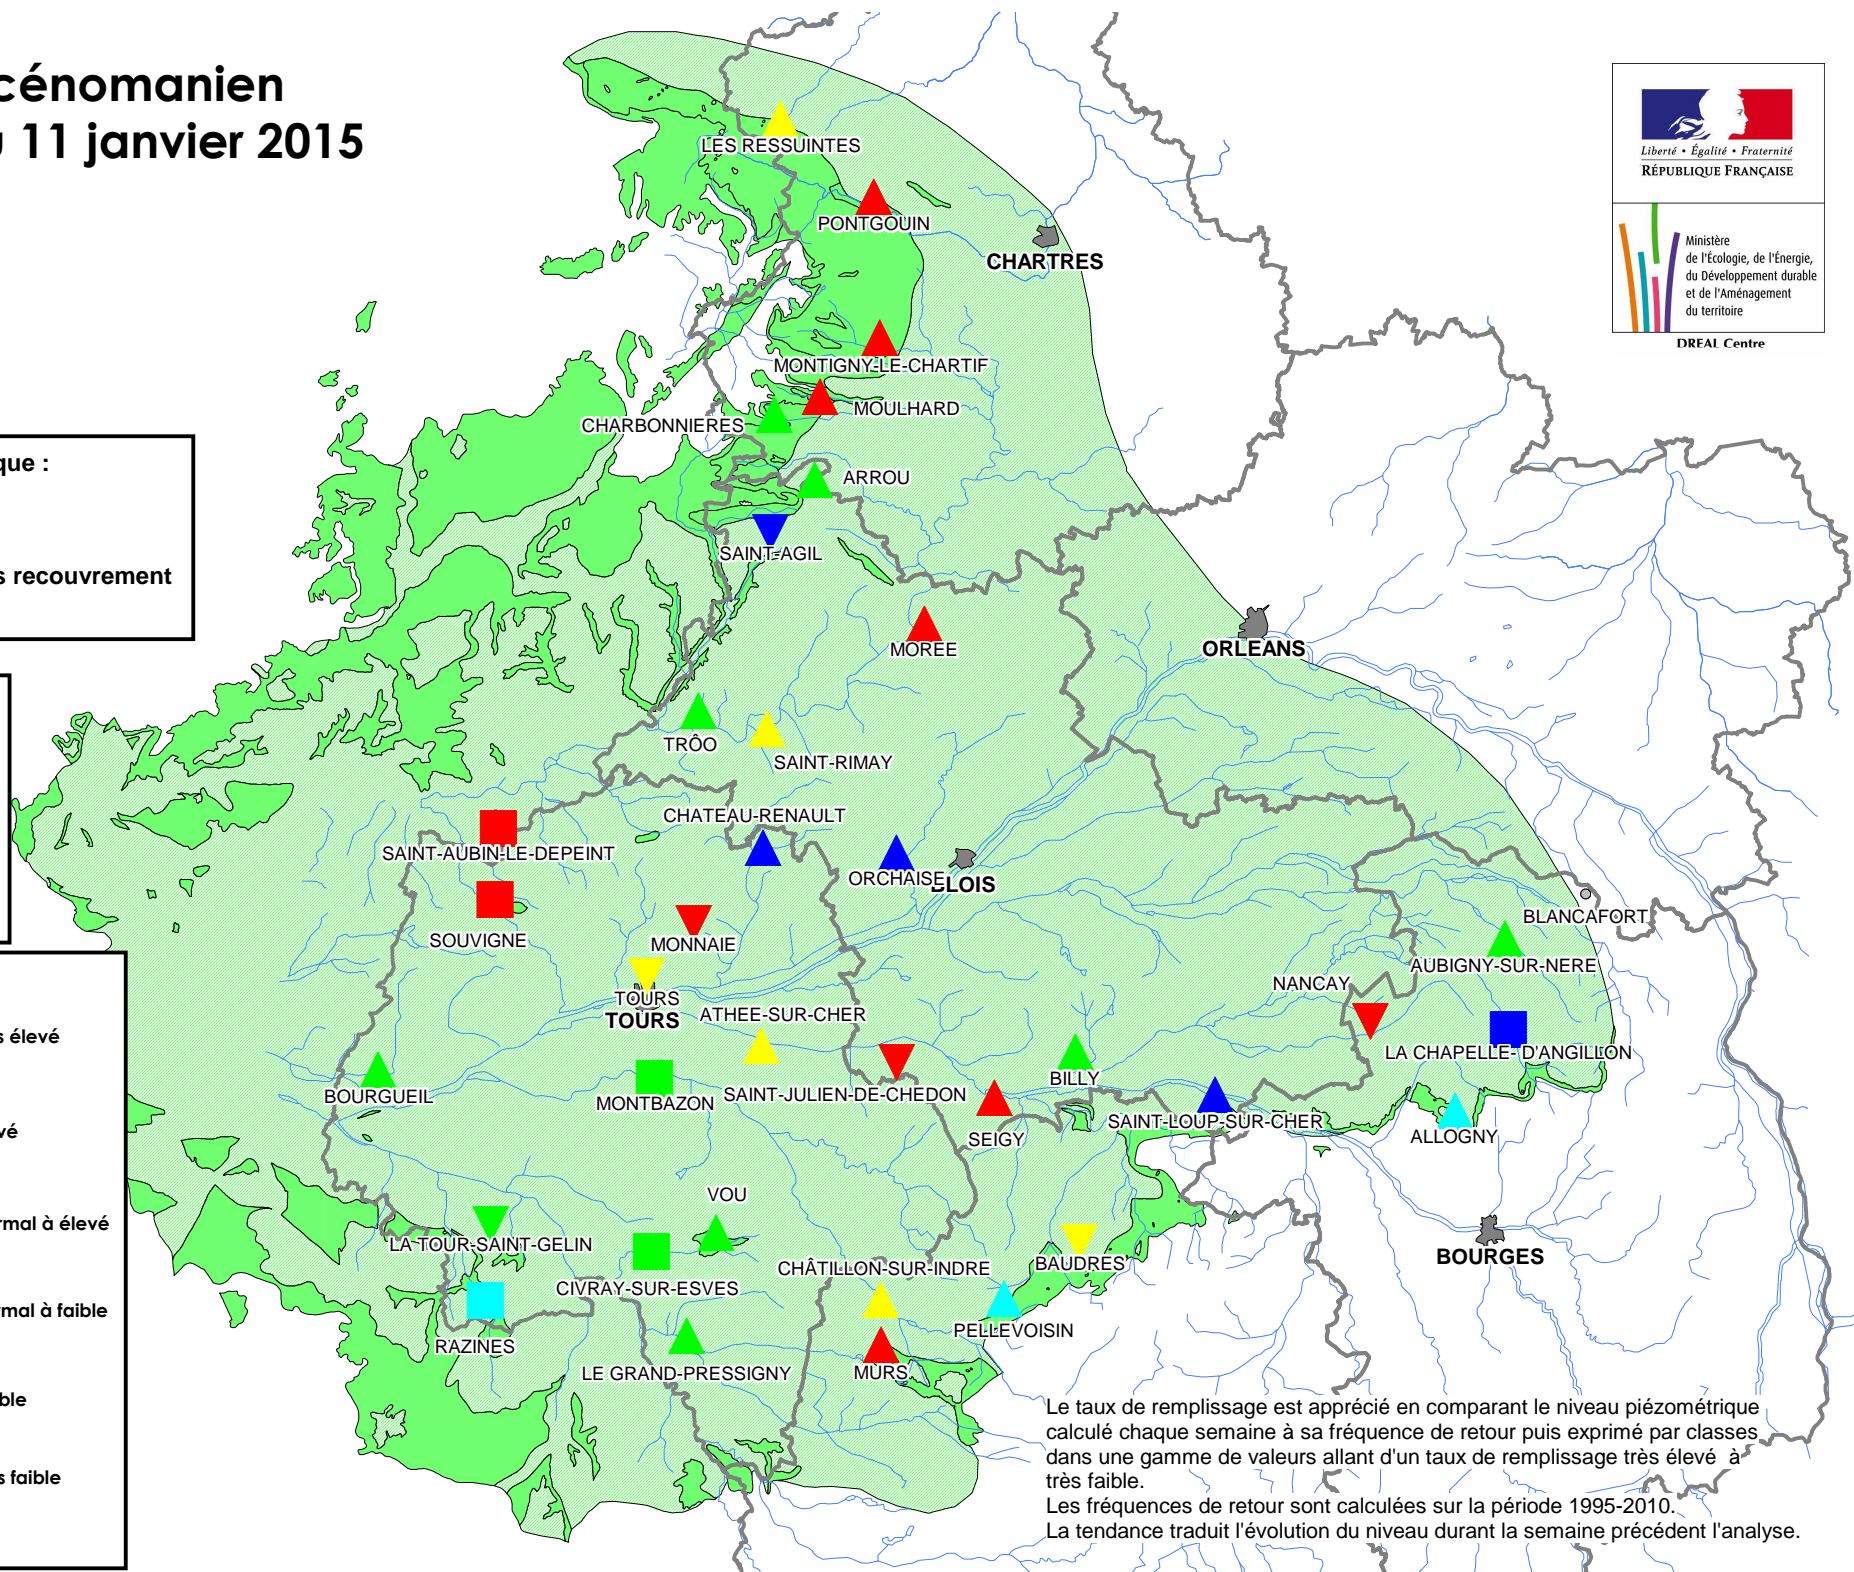 cénomanien
11 janvier 2015
Liberté • Égalité • Fraternité
RÉPUBLIQUE FRANÇAISE
Ministère
de l'Écologie, de l'Énergie,
du Développement durable
et de l'Aménagement
du territoire
DREAL Centre
LES RESSUINTES
PONTGOUIN
CHARTRES
MONTIGNY-LE-CHARTIF
MOULHARD
CHARBONNIERES
que :
ARROU
SAINT-AGIL
s recouvrement
MOREE
ORLEANS
TRÔO
SAINT-RIMAY
CHATEAU-RENAULT
SAINT-AUBIN-LE-DEPEINT
ORCHAISE
BLOIS
BLANCAFORT
SOUVIGNE
MONNAIE
AUBIGNY-SUR-NERE
NANCAY
TOURS
TOURS
ATHEE-SUR-CHER
s élevé
LA CHAPELLE- D'ANGILLON
BILLY
BOURGUEIL
MONTBAZON
SAINT-JULIEN-DE-CHEDON
SAINT-LOUP-SUR-CHER
vé
SEIGY
ALLOGNY
VOU
rmal à élevé
LA TOUR-SAINT-GELIN
BOURGES
BAUDRES
CHÂTILLON-SUR-INDRE
CIVRAY-SUR-ESVES
rmal à faible
PELLEVOISIN
RAZINES
LE GRAND-PRESSIGNY
MURS
ble
s faible
Le taux de remplissage est apprécié en comparant le niveau piézométrique
calculé chaque semaine à sa fréquence de retour puis exprimé par classes
dans une gamme de valeurs allant d'un taux de remplissage très élevé à
très faible.
Les fréquences de retour sont calculées sur la période 1995-2010.
La tendance traduit l'évolution du niveau durant la semaine précédent l'analyse.